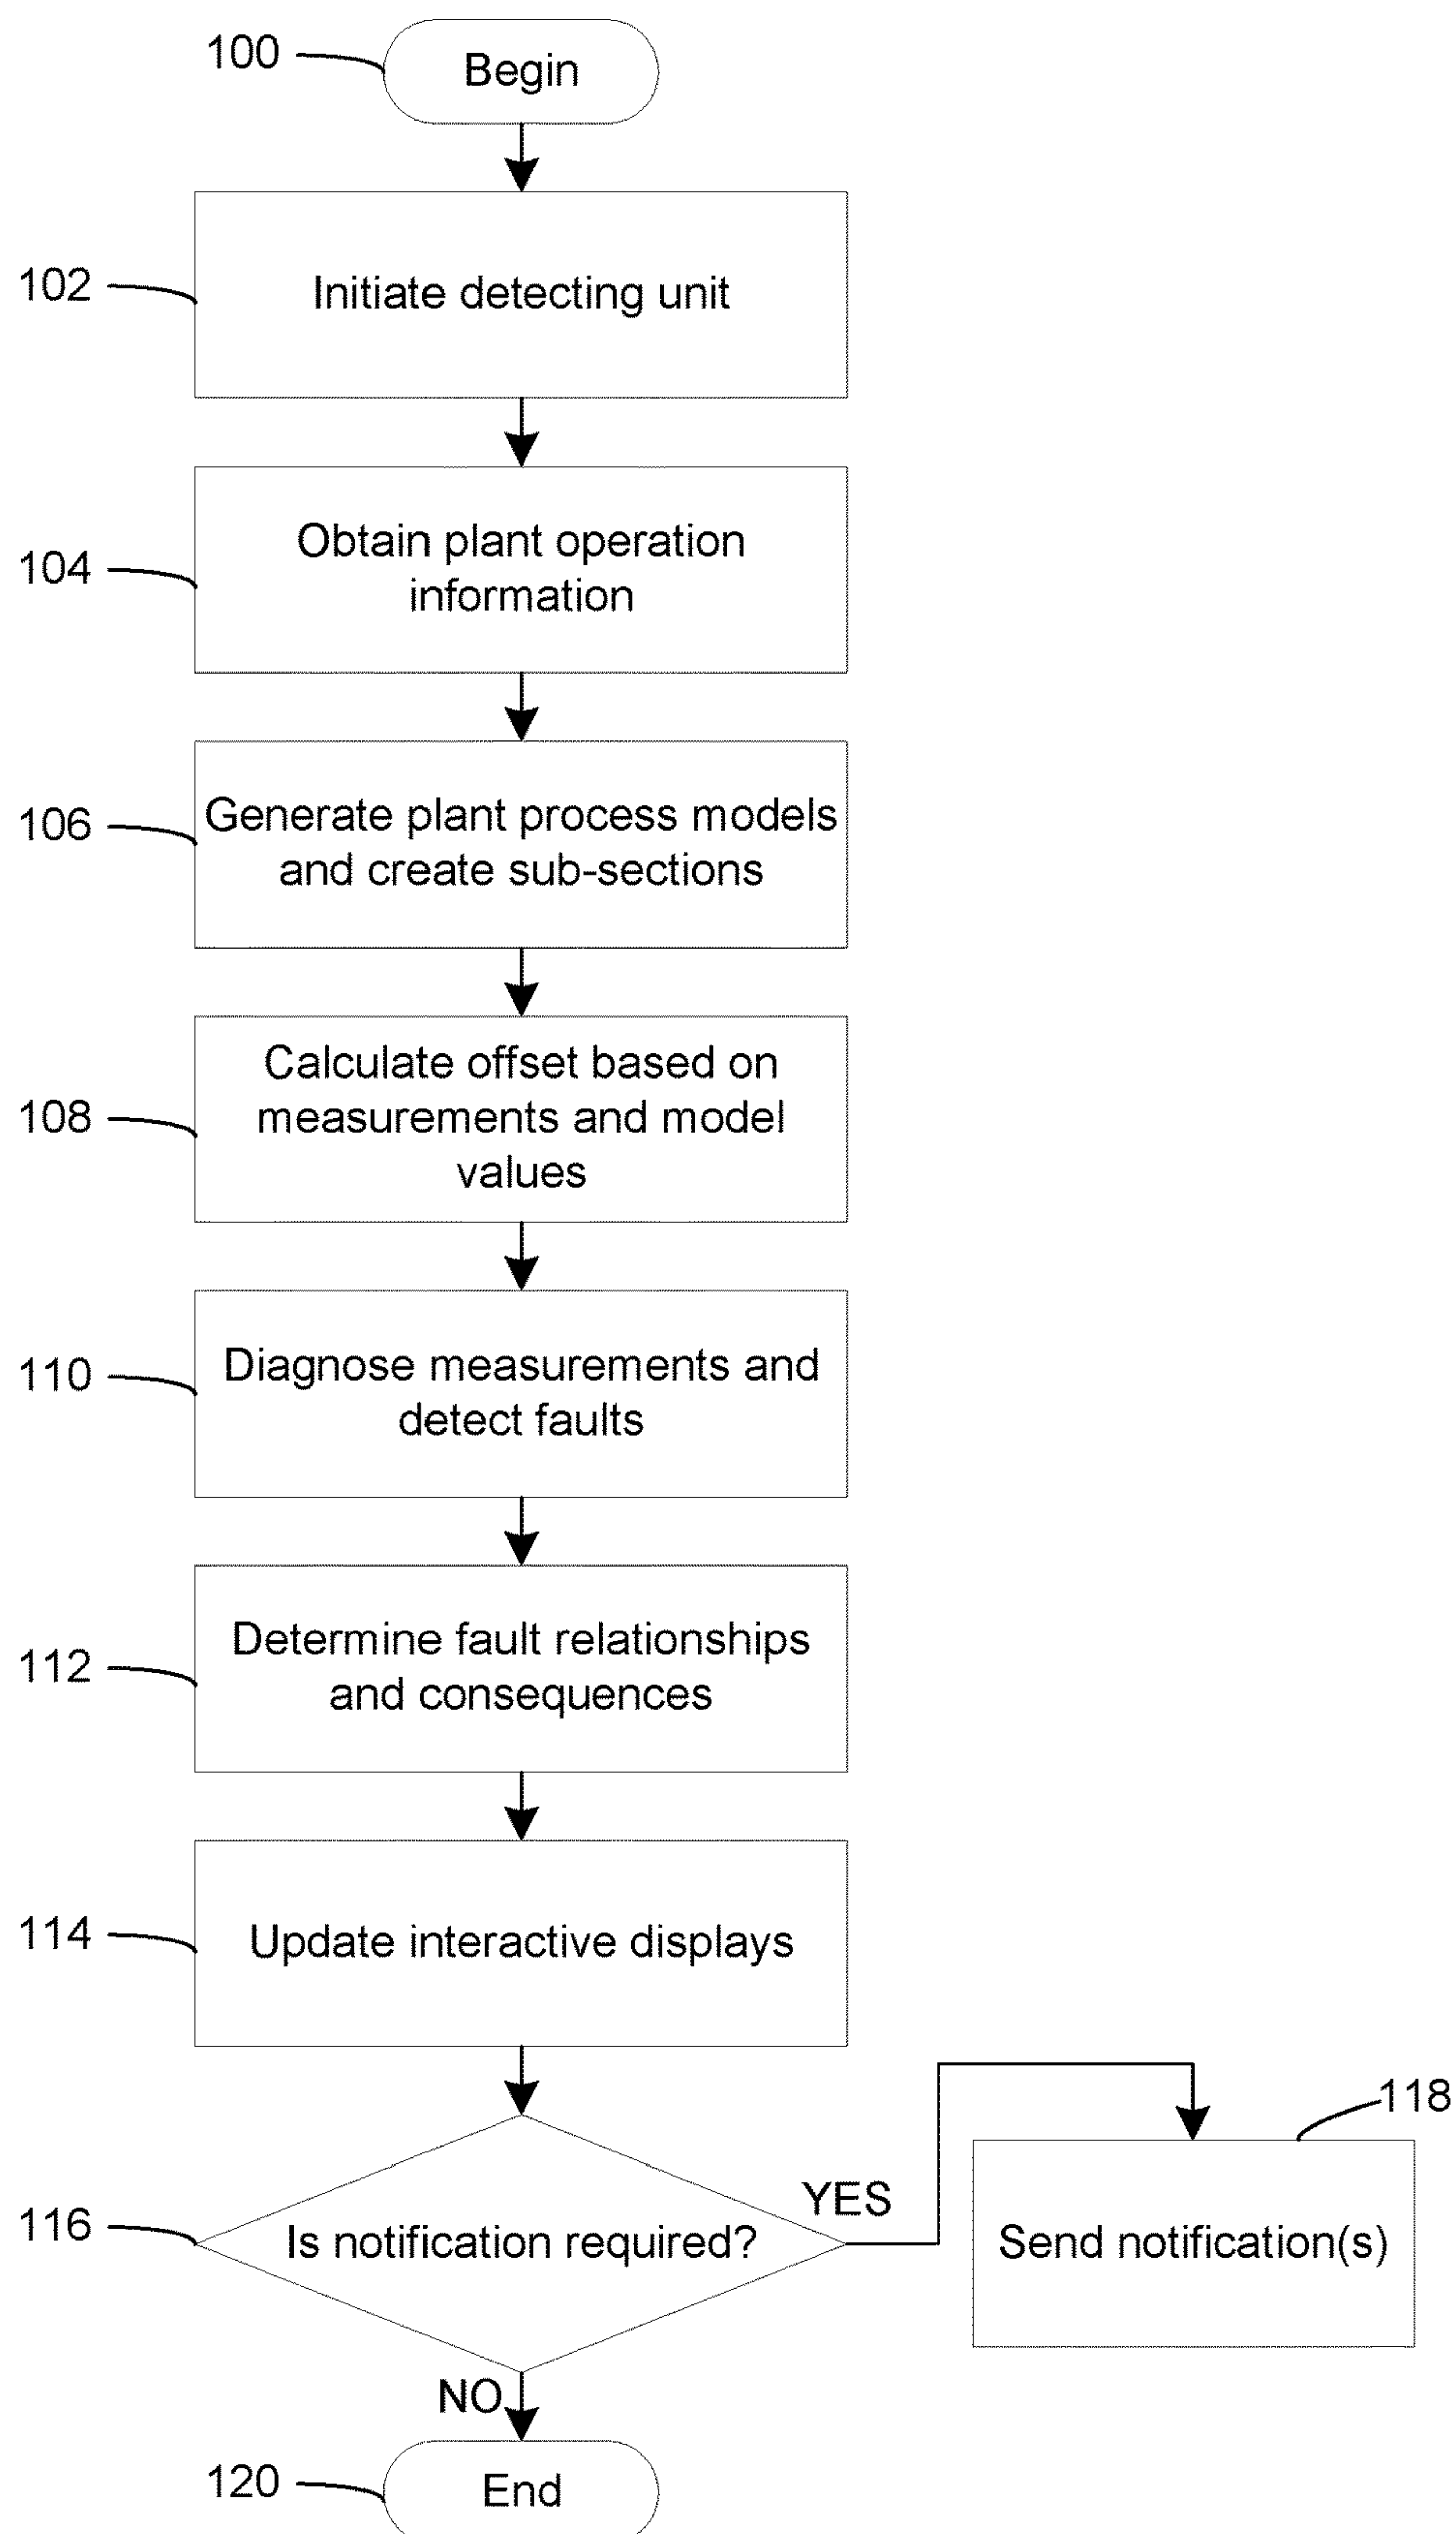 100
Begin
102
Initiate detecting unit
104
Obtain plant operation
information
106
Generate plant process models
and create sub-sections
108
Calculate offset based on
measurements and model
values
110
Diagnose measurements and
detect faults
112
Determine fault relationships
and consequences
114
Update interactive displays
116
Is notification required?
YES
118
Send notification(s)
NO
120
End